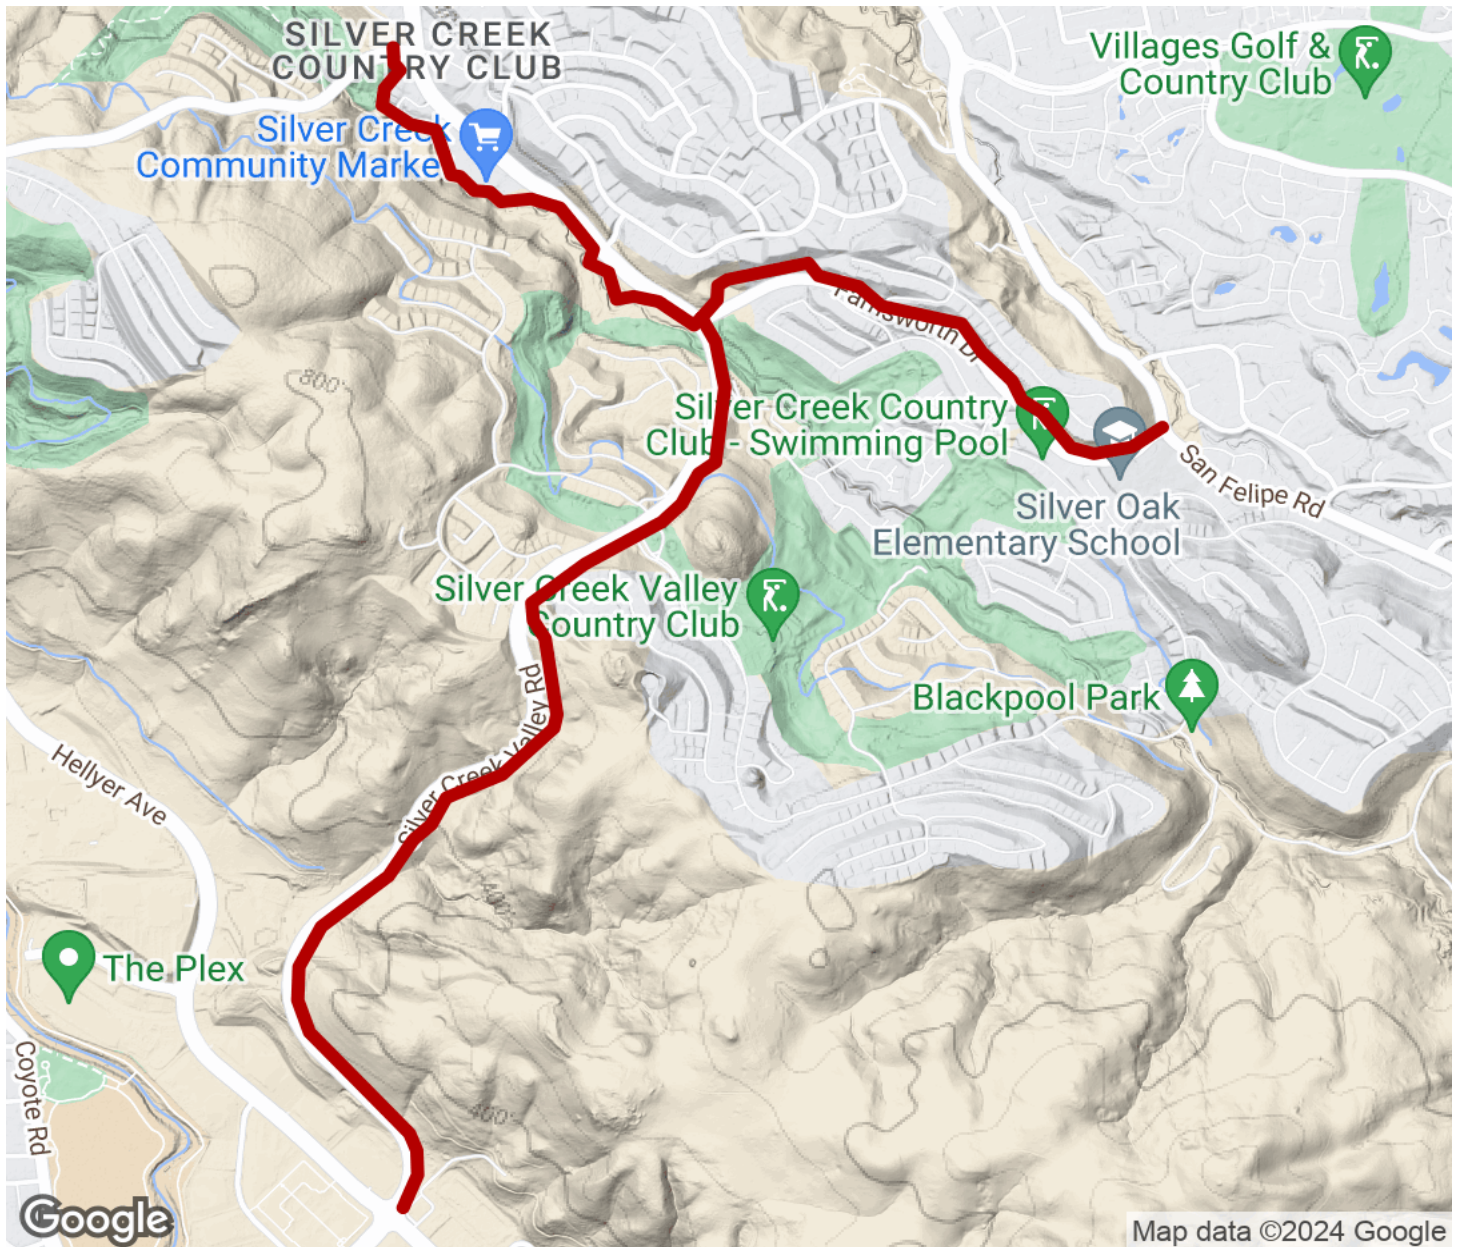 SILVER CREEK
COUNTRY CLUB
Villages Golf &
Country Club
Silver Creek
Community Marke
Farnsworth Dr
800'
Silver Creek Country
Club - Swimming Pool
San Felipe Rd
Silver Oak
Elementary School
Silver Creek Valley
Country Club
Blackpool Park
Silver Creek Valley Rd
Hellyer Ave
The Plex
Coyote Rd
400'
Google
Map data ©2024 Google